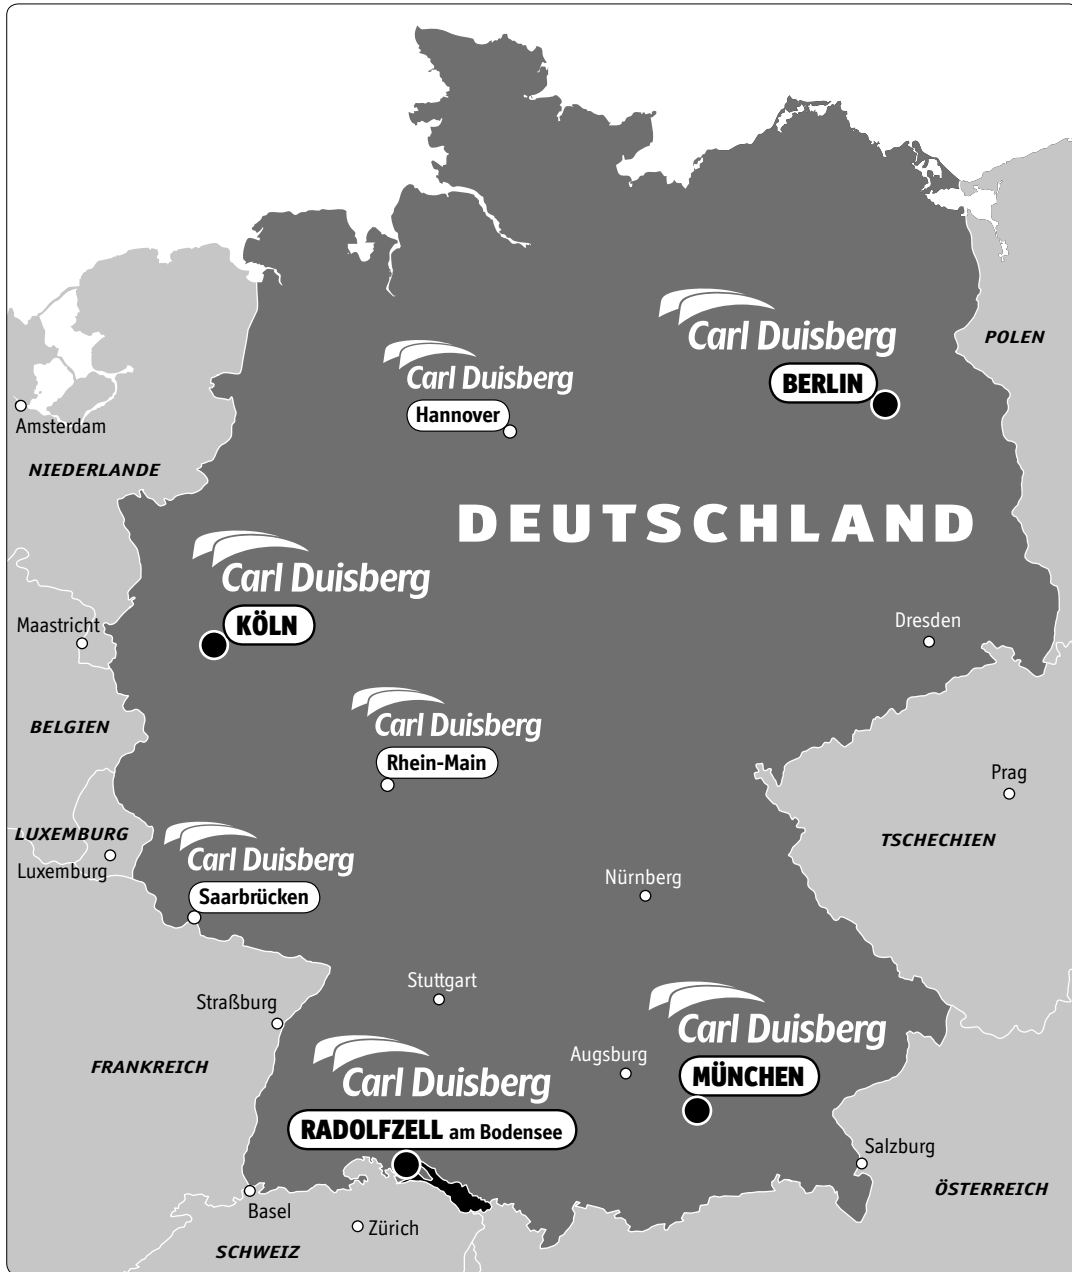 Carl Duisberg
BERLIN
POLEN
Carl Duisberg
Hannover
Amsterdam
NIEDERLANDE
DEUTSCHLAND
Carl Duisberg
KÖLN
Maastricht
Dresden
BELGIEN
Carl Duisberg
Rhein-Main
Prag
LUXEMBURG
Luxemburg
TSCHECHIEN
Carl Duisberg
Saarbrücken
Nürnberg
Stuttgart
Straßburg
Carl Duisberg
MÜNCHEN
Augsburg
FRANKREICH
Carl Duisberg
RADOLFZELL am Bodensee
Salzburg
ÖSTERREICH
Basel
Zürich
SCHWEIZ